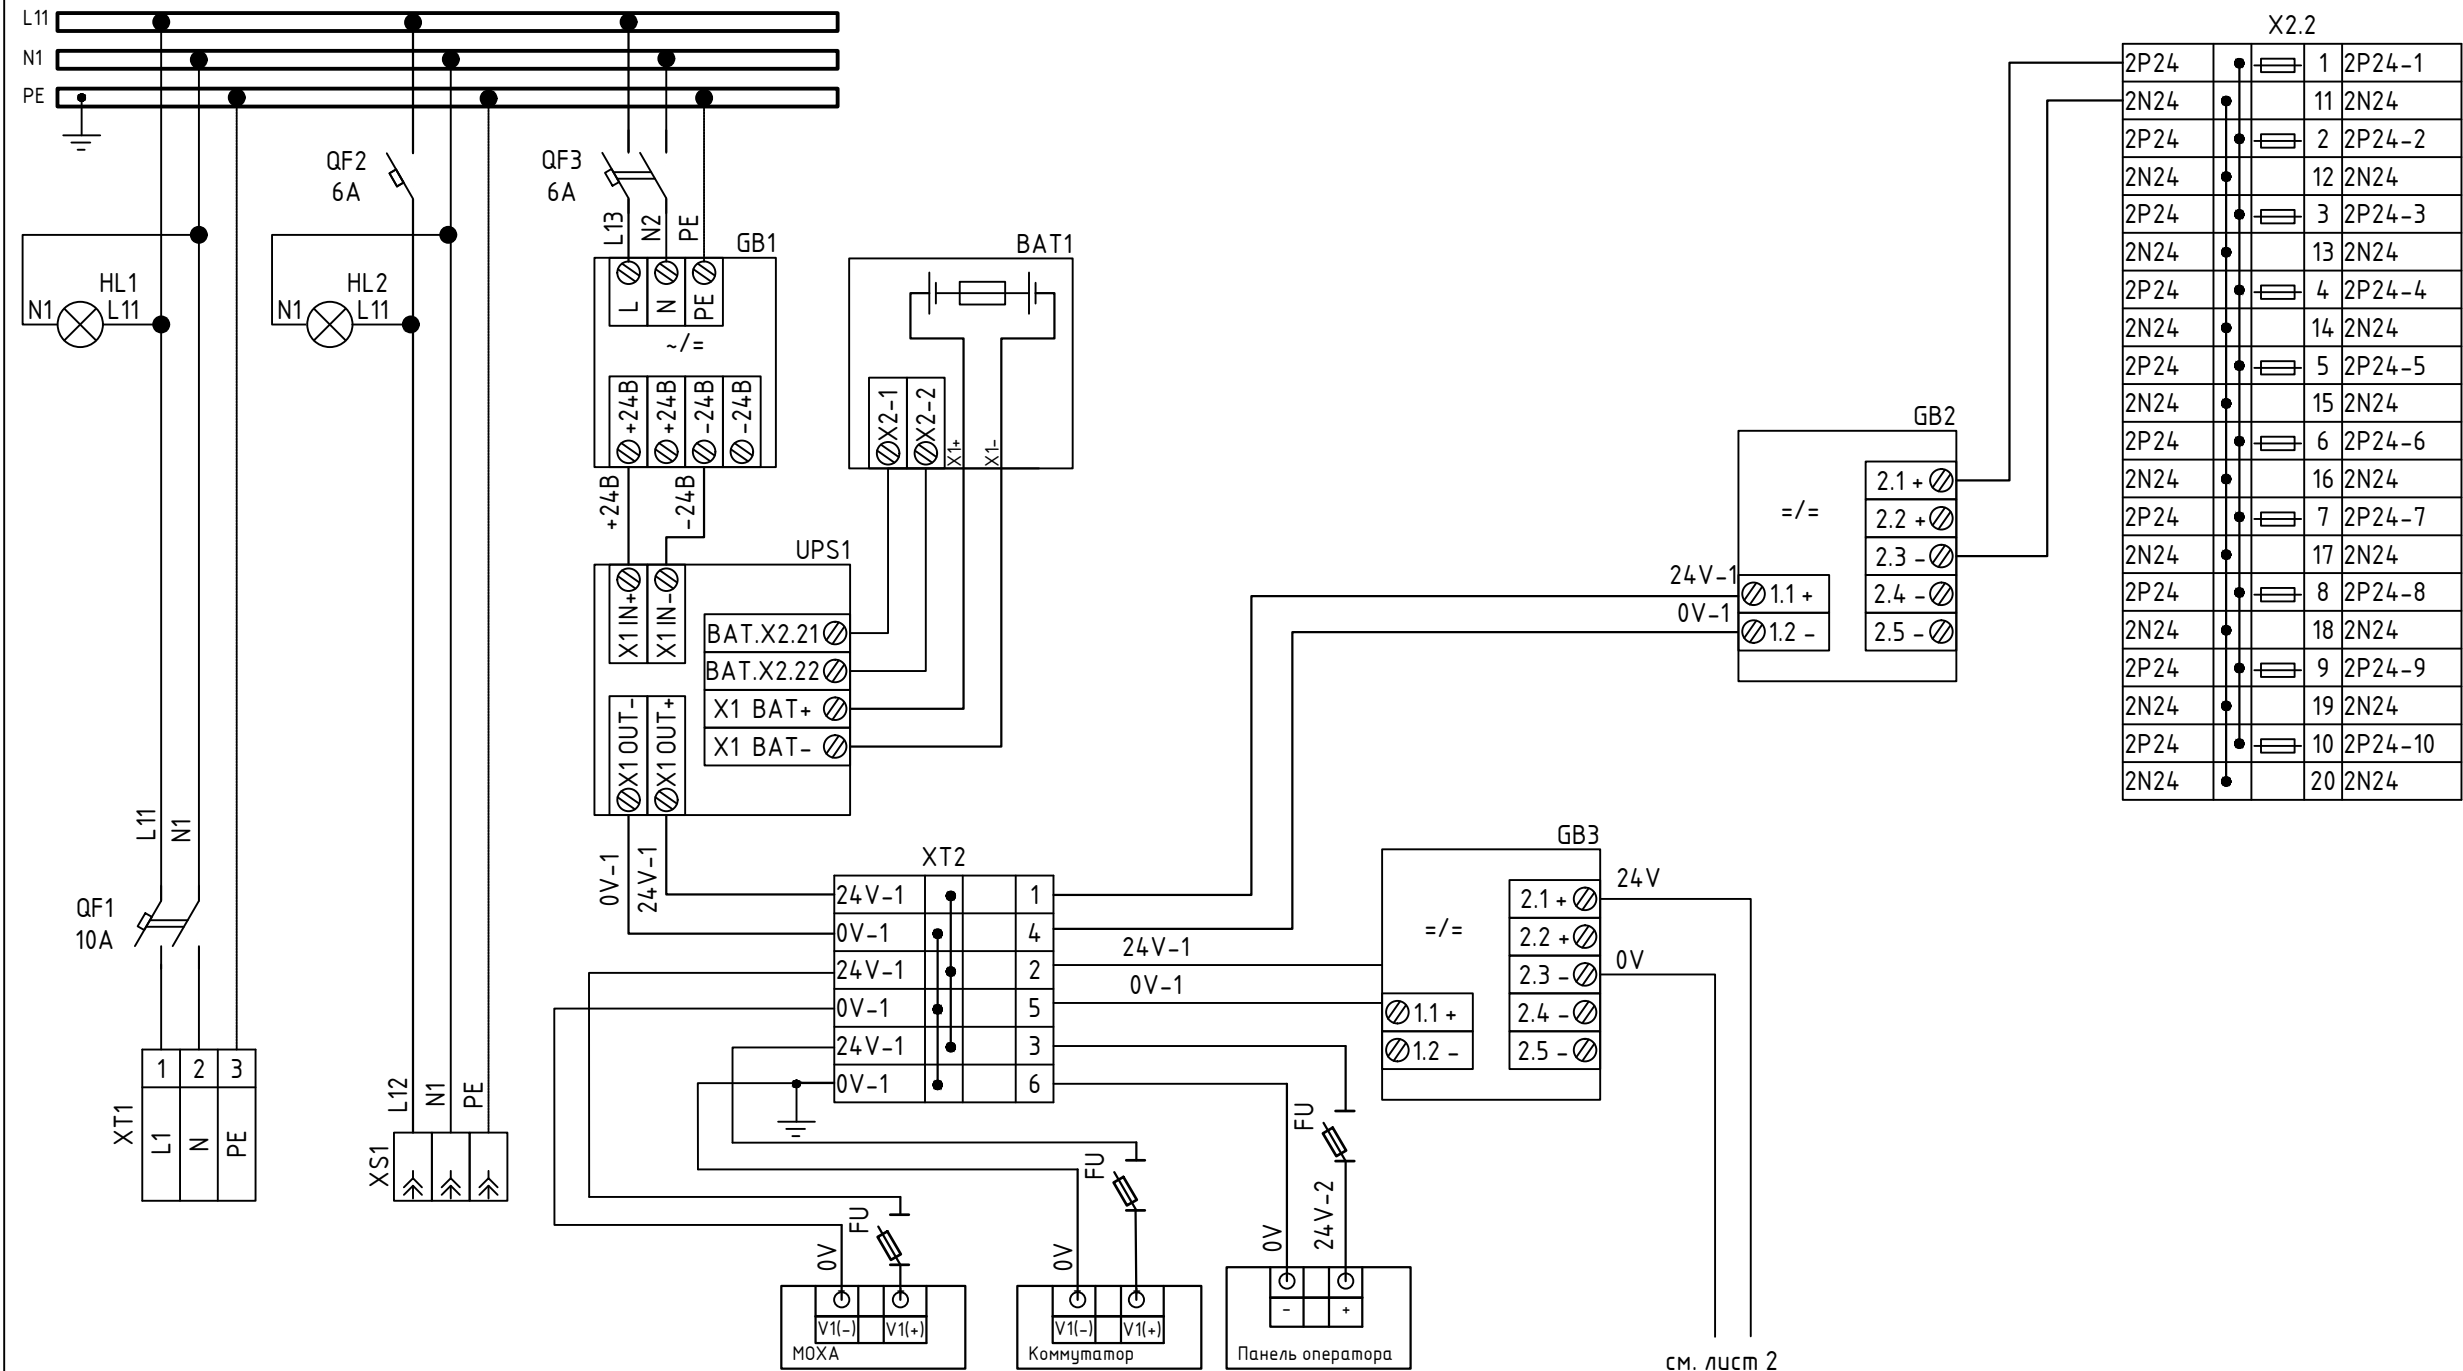 L11
N1
PE
QF2
6A
QF3
6A
HL1
N1
L11
HL2
N1
L11
L13
N2
PE
GB1
L
N
PE
~/=
+24В
+24В
-24В
-24В
+24В
-24В
BAT1
X2-1
X2-2
X1+
X1-
UPS1
X1 IN+
X1 IN-
BAT.X2.21
BAT.X2.22
X1 BAT+
X1 BAT-
X1 OUT-
X1 OUT+
0V-1
24V-1
L11
N1
QF1
10A
XT1
1 2 3
L1
N
PE
L12
N1
PE
XS1
XT2
24V-1 1
0V-1 4
24V-1 2
0V-1 5
24V-1 3
0V-1 6
24V-1
0V-1
GB2
=/=
2.1 +
2.2 +
2.3 -
2.4 -
2.5 -
24V-1
0V-1
1.1 +
1.2 -
GB3
=/=
2.1 +
2.2 +
2.3 -
2.4 -
2.5 -
1.1 +
1.2 -
24V
0V
FU
0V
V1(-) V1(+)
MOXA
FU
0V
V1(-) V1(+)
Коммутатор
FU
0V
24V-2
- +
Панель оператора
см. лист 2
X2.2
2P24 1 2P24-1
2N24 11 2N24
2P24 2 2P24-2
2N24 12 2N24
2P24 3 2P24-3
2N24 13 2N24
2P24 4 2P24-4
2N24 14 2N24
2P24 5 2P24-5
2N24 15 2N24
2P24 6 2P24-6
2N24 16 2N24
2P24 7 2P24-7
2N24 17 2N24
2P24 8 2P24-8
2N24 18 2N24
2P24 9 2P24-9
2N24 19 2N24
2P24 10 2P24-10
2N24 20 2N24